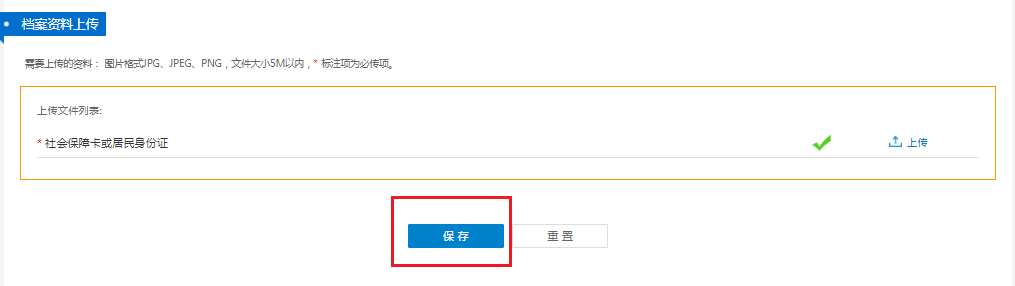 档案资料上传
需要上传的资料： 图片格式JPG、JPEG、PNG，文件大小5M以内，* 标注项为必传项。
上传文件列表:
* 社会保障卡或居民身份证 上传
保 存 重 置